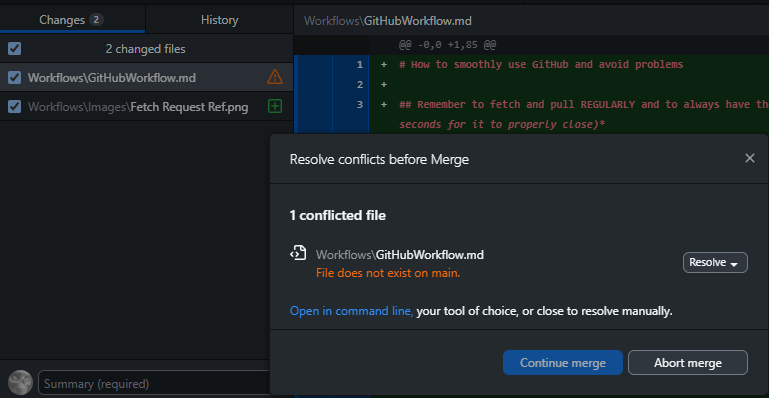 Changes 2 History
2 changed files
Workflows\GitHubWorkflow.md
Workflows\Images\Fetch Request Ref.png
Summary (required)
Workflows\GitHubWorkflow.md
@@ -0,0 +1,85 @@
1 + # How to smoothly use GitHub and avoid problems
2 +
3 + ## Remember to fetch and pull REGULARLY and to always have th
seconds for it to properly close)*
Resolve conflicts before Merge
1 conflicted file
Workflows\GitHubWorkflow.md
File does not exist on main.
Resolve
Open in command line, your tool of choice, or close to resolve manually.
Continue merge Abort merge